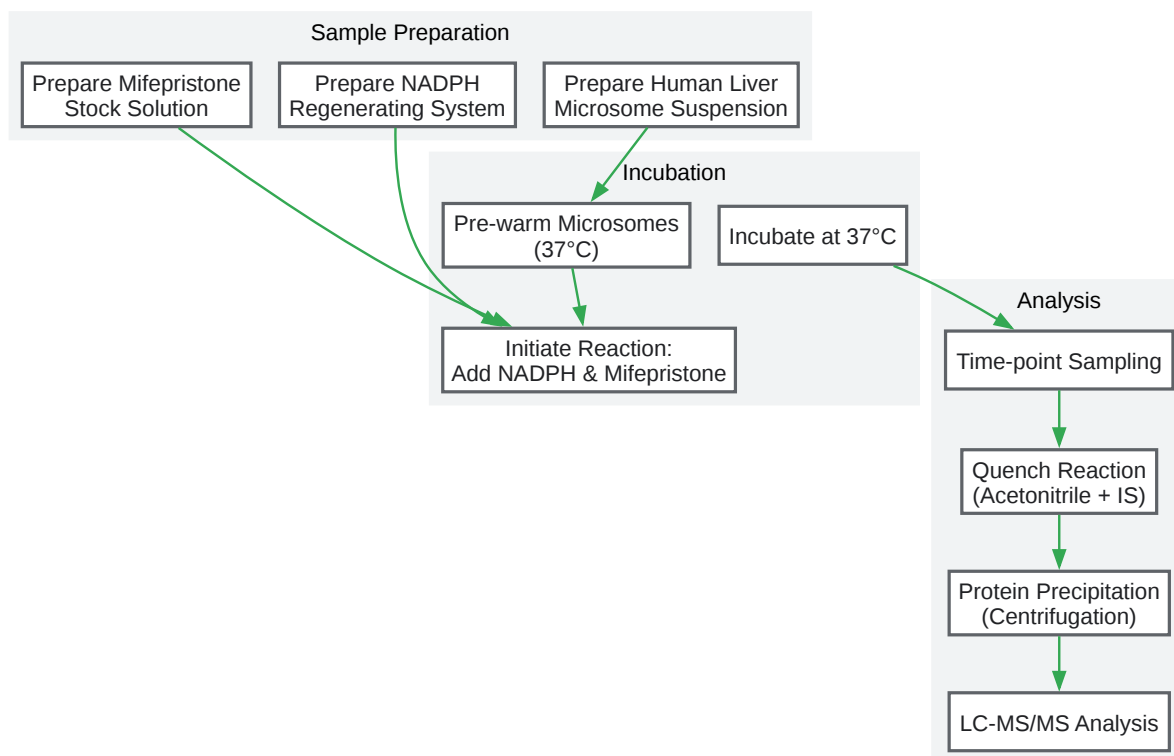 Sample Preparation
Prepare Mifepristone
Stock Solution
Prepare NADPH
Regenerating System
Prepare Human Liver
Microsome Suspension
Incubation
Pre-warm Microsomes
(37°C)
Incubate at 37°C
Initiate Reaction:
Add NADPH & Mifepristone
Analysis
Time-point Sampling
Quench Reaction
(Acetonitrile + IS)
Protein Precipitation
(Centrifugation)
LC-MS/MS Analysis